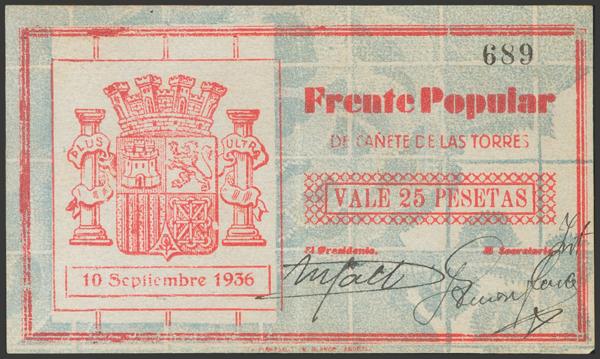 689
PLUS ULTRA
Frente Popular
DE CAÑETE DE LAS TORRES
VALE 25 PESETAS
El Presidente, El Secretario,
10 Septiembre 1936